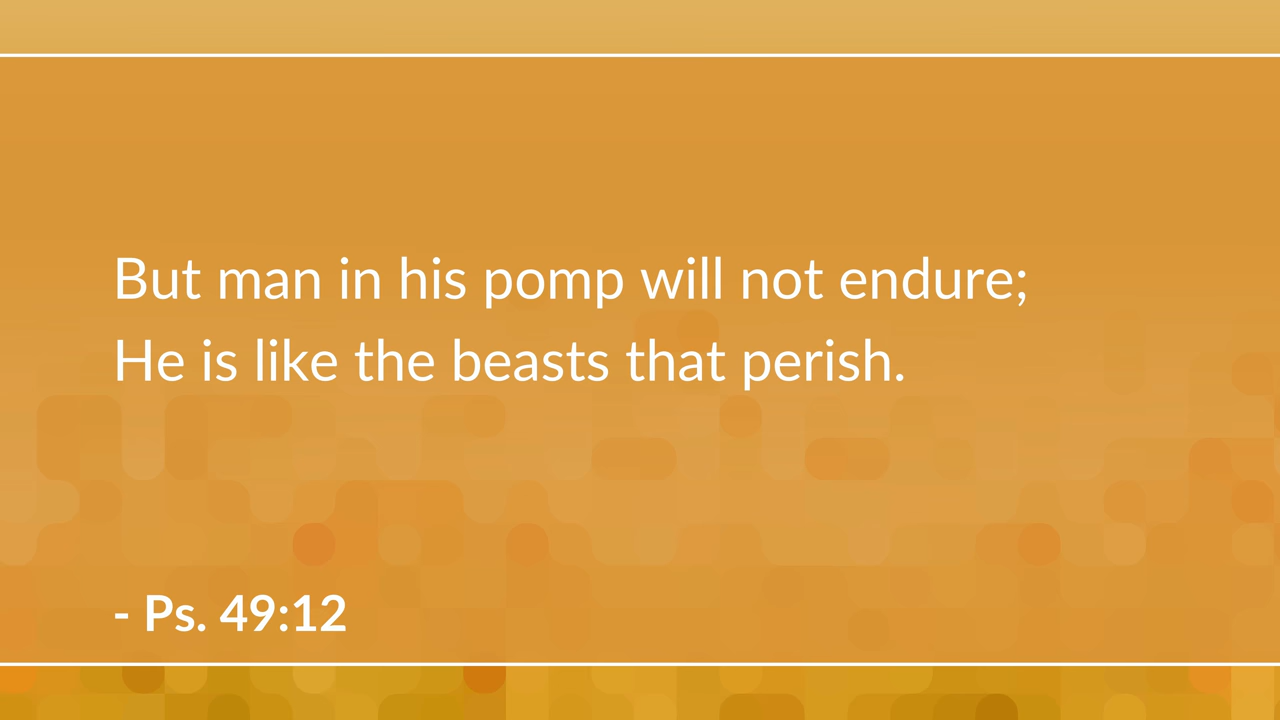 But man in his pomp will not endure;
He is like the beasts that perish.
- Ps. 49:12